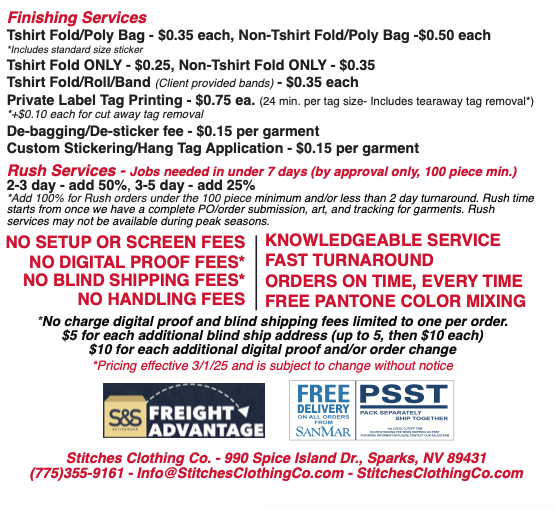 Finishing Services
Tshirt Fold/Poly Bag - $0.35 each, Non-Tshirt Fold/Poly Bag -$0.50 each
*Includes standard size sticker
Tshirt Fold ONLY - $0.25, Non-Tshirt Fold ONLY - $0.35
Tshirt Fold/Roll/Band (Client provided bands) - $0.35 each
Private Label Tag Printing - $0.75 ea. (24 min. per tag size- Includes tearaway tag removal*)
*+$0.10 each for cut away tag removal
De-bagging/De-sticker fee - $0.15 per garment
Custom Stickering/Hang Tag Application - $0.15 per garment
Rush Services - Jobs needed in under 7 days (by approval only, 100 piece min.)
2-3 day - add 50%, 3-5 day - add 25%
*Add 100% for Rush orders under the 100 piece minimum and/or less than 2 day turnaround. Rush time
starts from once we have a complete PO/order submission, art, and tracking for garments. Rush
services may not be available during peak seasons.
NO SETUP OR SCREEN FEES
NO DIGITAL PROOF FEES*
NO BLIND SHIPPING FEES*
NO HANDLING FEES
KNOWLEDGEABLE SERVICE
FAST TURNAROUND
ORDERS ON TIME, EVERY TIME
FREE PANTONE COLOR MIXING
*No charge digital proof and blind shipping fees limited to one per order.
$5 for each additional blind ship address (up to 5, then $10 each)
$10 for each additional digital proof and/or order change
*Pricing effective 3/1/25 and is subject to change without notice
S&S
ACTIVEWEAR
FREIGHT
ADVANTAGE
FREE
DELIVERY
ON ALL ORDERS
FROM
SANMAR
PSST
PACK SEPARATELY
SHIP TOGETHER
Stitches Clothing Co. - 990 Spice Island Dr., Sparks, NV 89431
(775)355-9161 - Info@StitchesClothingCo.com - StitchesClothingCo.com